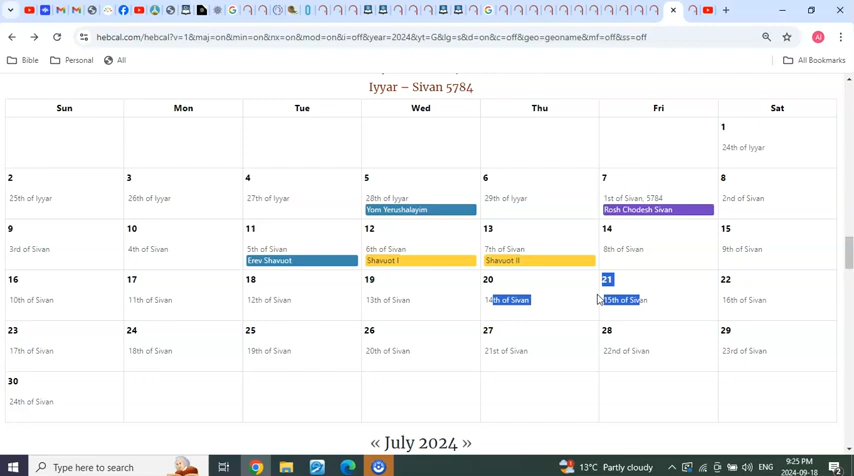 hebcal.com/hebcal?v=1&maj=on&min=on&nx=on&mod=on&i=off&year=2024&yt=G&lg=s&d=on&c=off&geo=geoname&mf=off&ss=off
AI
Bible Personal All All Bookmarks
Iyyar – Sivan 5784
Sun Mon Tue Wed Thu Fri Sat
1
24th of Iyyar
2 3 4 5 6 7 8
25th of Iyyar 26th of Iyyar 27th of Iyyar 28th of Iyyar 29th of Iyyar 1st of Sivan, 5784 2nd of Sivan
Yom Yerushalayim Rosh Chodesh Sivan
9 10 11 12 13 14 15
3rd of Sivan 4th of Sivan 5th of Sivan 6th of Sivan 7th of Sivan 8th of Sivan 9th of Sivan
Erev Shavuot Shavuot I Shavuot II
16 17 18 19 20 21 22
10th of Sivan 11th of Sivan 12th of Sivan 13th of Sivan 14th of Sivan 15th of Sivan 16th of Sivan
23 24 25 26 27 28 29
17th of Sivan 18th of Sivan 19th of Sivan 20th of Sivan 21st of Sivan 22nd of Sivan 23rd of Sivan
30
24th of Sivan
« July 2024 »
Type here to search
13°C Partly cloudy
ENG
9:25 PM
2024-09-18